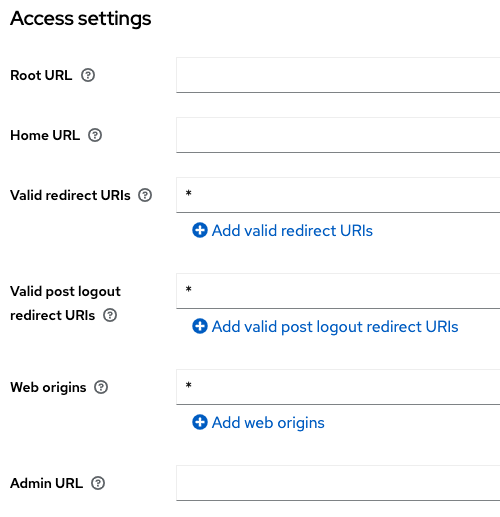 Access settings
Root URL
Home URL
Valid redirect URIs *
Add valid redirect URIs
Valid post logout
redirect URIs
*
Add valid post logout redirect URIs
Web origins *
Add web origins
Admin URL